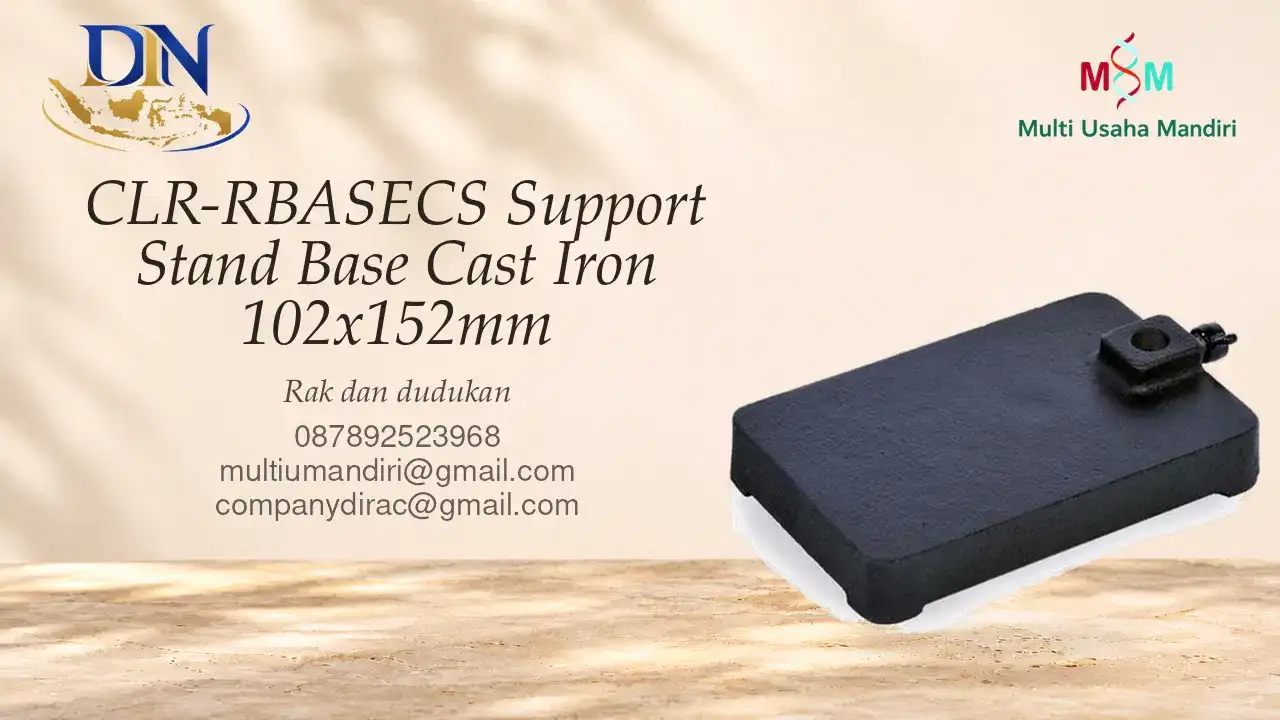 DN
M M
Multi Usaha Mandiri
CLR-RBASECS Support
Stand Base Cast Iron
102x152mm
Rak dan dudukan
087892523968
multiumandiri@gmail.com
companydirac@gmail.com